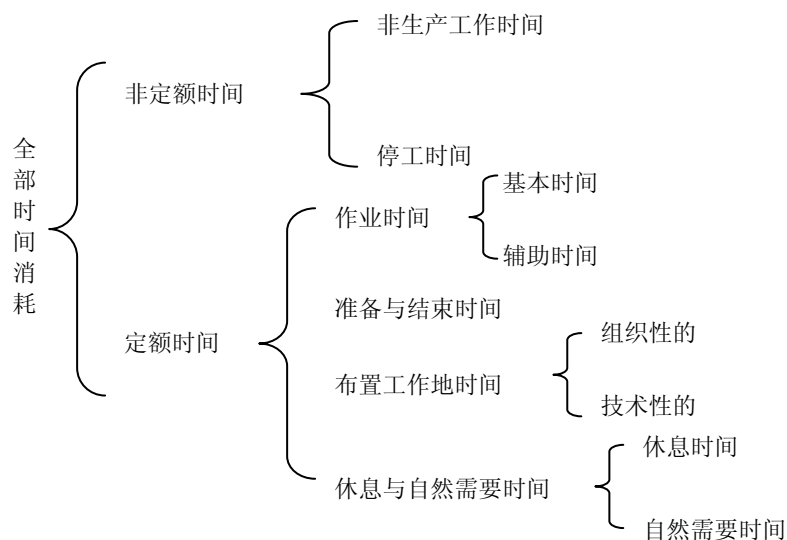 全部时间消耗
非定额时间
非生产工作时间
停工时间
定额时间
作业时间
基本时间
辅助时间
准备与结束时间
布置工作地时间
组织性的
技术性的
休息与自然需要时间
休息时间
自然需要时间